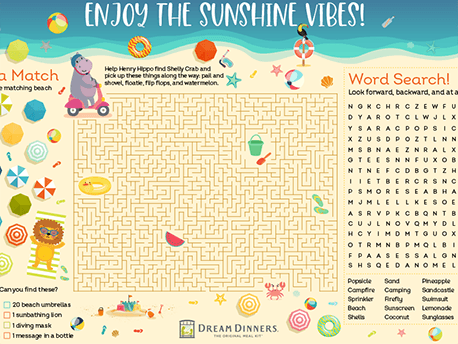 ENJOY THE SUNSHINE VIBES!
a Match
e matching beach
Help Henry Hippo find Shelly Crab and
pick up these things along the way: pail and
shovel, floatie, flip flops, and watermelon.
Word Search!
Look forward, backward, and at a
N G K C H R C Z E W F U
D Y A R O T C L W J L X
Y S A R A C P O P S I C
X Z U S D P O Z T L N N
M S B N A E Z N R A L X
G T E E S N N F U X O B
N T N E F C D B O T Z H
I I E T B E R C R S N C
P S M O R E S E A B H A
M J M L E L L K E S O E
A S R V P K C B Q N T B
C U J L N O V Q M Y D L
H C Y I M D M T G U O X
O T R M N B P M Q L B I
F P A A S E S S A L G N
S H S Q E D A N O M E L
Can you find these?
20 beach umbrellas
1 sunbathing lion
1 diving mask
1 message in a bottle
Popsicle Sand Pineapple
Campfire Camping Sandcastle
Sprinkler Firefly Swimsuit
Beach Sunscreen Lemonade
Shells Coconut Sunglasses
DREAM DINNERS.
THE ORIGINAL MEAL KIT